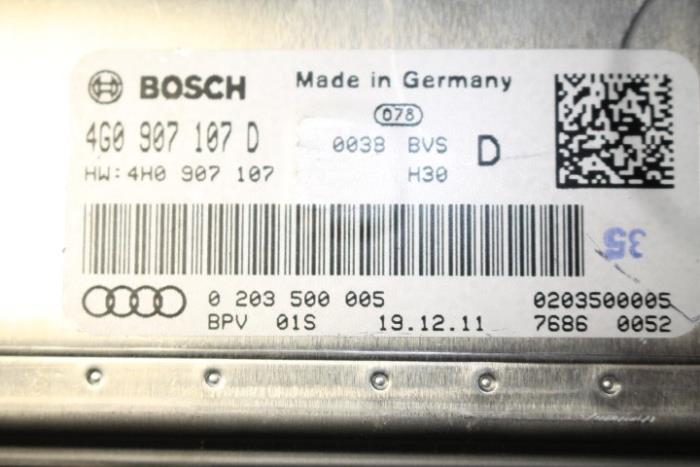 BOSCH Made in Germany
078
4G0 907 107 D 0038 BVS D
HW:4H0 907 107 H30
35
0 203 500 005 0203500005
BPV 01S 19.12.11 7686 0052